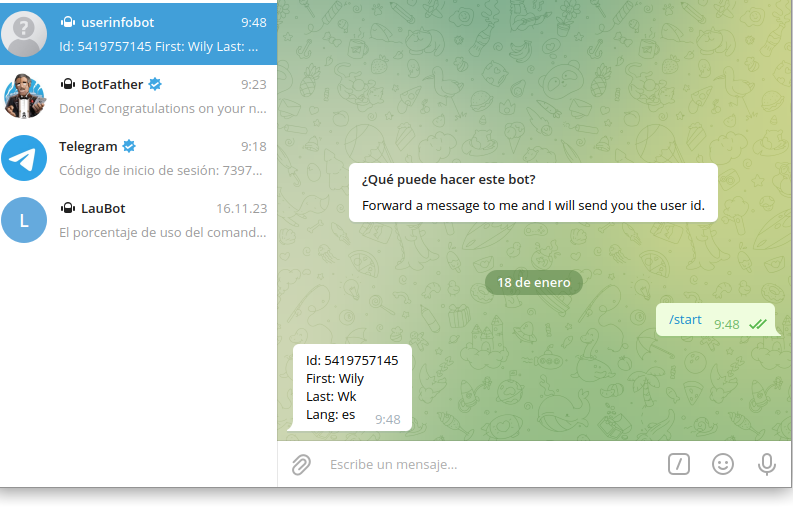 userinfobot 9:48
Id: 5419757145 First: Wily Last: ...
BotFather 9:23
Done! Congratulations on your n...
Telegram 9:18
Código de inicio de sesión: 7397...
L
LauBot 16.11.23
El porcentaje de uso del comand...
¿Qué puede hacer este bot?
Forward a message to me and I will send you the user id.
18 de enero
/start 9:48
Id: 5419757145
First: Wily
Last: Wk
Lang: es 9:48
Escribe un mensaje...